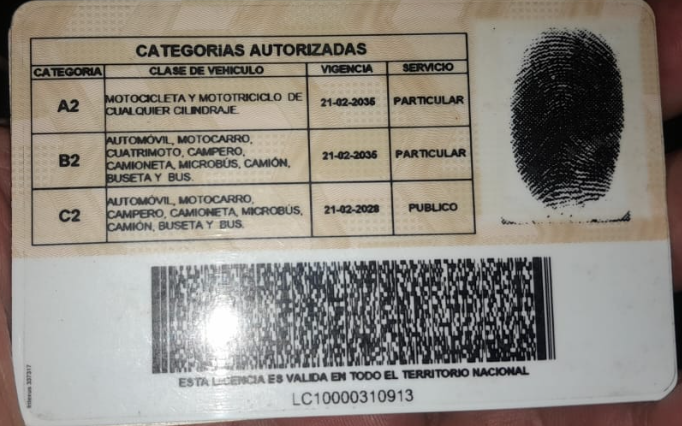 CATEGORIAS AUTORIZADAS
CATEGORIA CLASE DE VEHICULO VIGENCIA SERVICIO
A2 MOTOCICLETA Y MOTOTRICICLO DE CUALQUIER CILINDRAJE. 21-02-2035 PARTICULAR
B2 AUTOMÓVIL, MOTOCARRO, CUATRIMOTO, CAMPERO, CAMIONETA, MICROBÚS, CAMIÓN, BUSETA Y BUS. 21-02-2035 PARTICULAR
C2 AUTOMÓVIL, MOTOCARRO, CAMPERO, CAMIONETA, MICROBÚS, CAMIÓN, BUSETA Y BUS. 21-02-2028 PUBLICO
ESTA LICENCIA ES VALIDA EN TODO EL TERRITORIO NACIONAL
LC10000310913